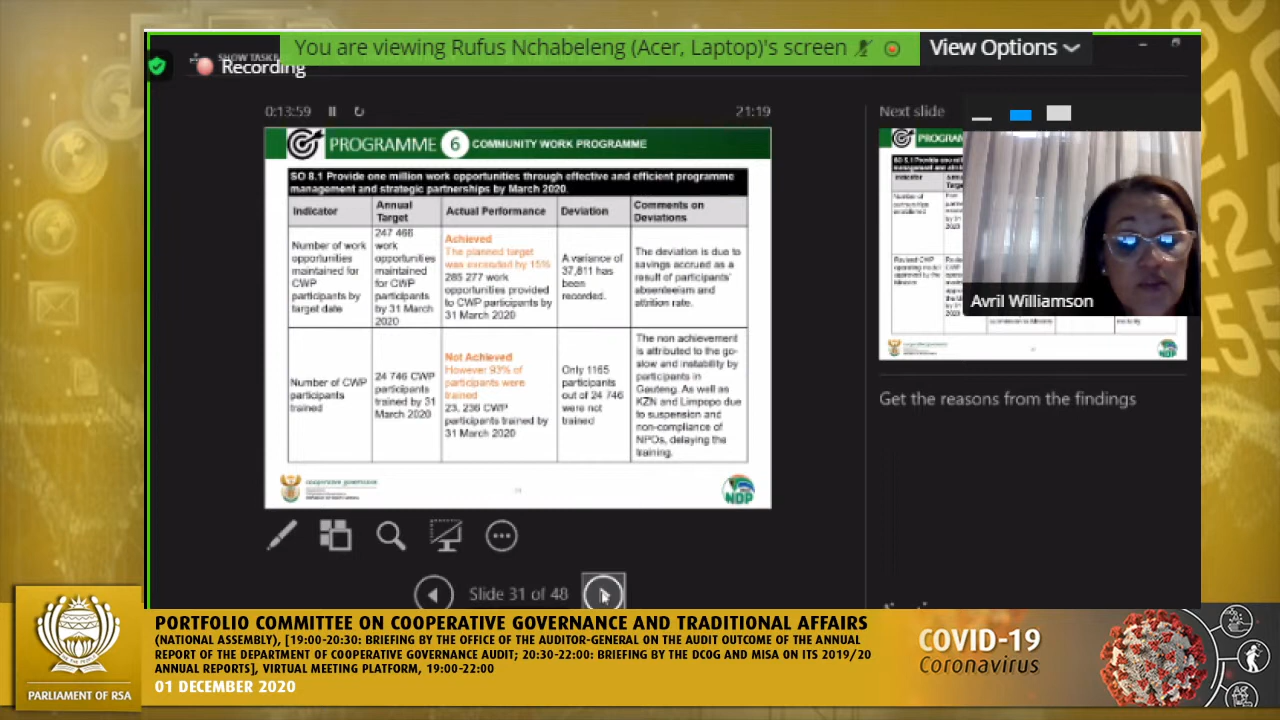 You are viewing Rufus Nchabeleng (Acer, Laptop)'s screen
View Options
Recording
0:13:59
21:19
Next slide
PROGRAMME 6 COMMUNITY WORK PROGRAMME
SO 8.1 Provide one million work opportunities through effective and efficient programme
management and strategic partnerships by March 2020.
Indicator
Annual
Target
Actual Performance
Deviation
Comments on
Deviations
Number of work
opportunities
maintained for
CWP
participants by
target date
247 466
work
opportunities
maintained
for CWP
participants
by 31 March
2020
Achieved
The planned target
was exceeded by 15%
285 277 work
opportunities provided
to CWP participants by
31 March 2020
A variance of
37,811 has
been
recorded.
The deviation is due to
savings accrued as a
result of participants'
absenteeism and
attrition rate.
Number of CWP
participants
trained
24 746 CWP
participants
trained by 31
March 2020
Not Achieved
However 93% of
participants were
trained
23, 236 CWP
participants trained by
31 March 2020
Only 1165
participants
out of 24 746
were not
trained
The non achievement
is attributed to the go-
slow and instability by
participants in
Gauteng. As well as
KZN and Limpopo due
to suspension and
non-compliance of
NPOs, delaying the
training.
cooperative governance
NDP
Avril Williamson
Get the reasons from the findings
Slide 31 of 48
PARLIAMENT OF RSA
PORTFOLIO COMMITTEE ON COOPERATIVE GOVERNANCE AND TRADITIONAL AFFAIRS
(NATIONAL ASSEMBLY), [19:00-20:30: BRIEFING BY THE OFFICE OF THE AUDITOR-GENERAL ON THE AUDIT OUTCOME OF THE ANNUAL
REPORT OF THE DEPARTMENT OF COOPERATIVE GOVERNANCE AUDIT; 20:30-22:00: BRIEFING BY THE DCOG AND MISA ON ITS 2019/20
ANNUAL REPORTS], VIRTUAL MEETING PLATFORM, 19:00-22:00
01 DECEMBER 2020
COVID-19
Coronavirus